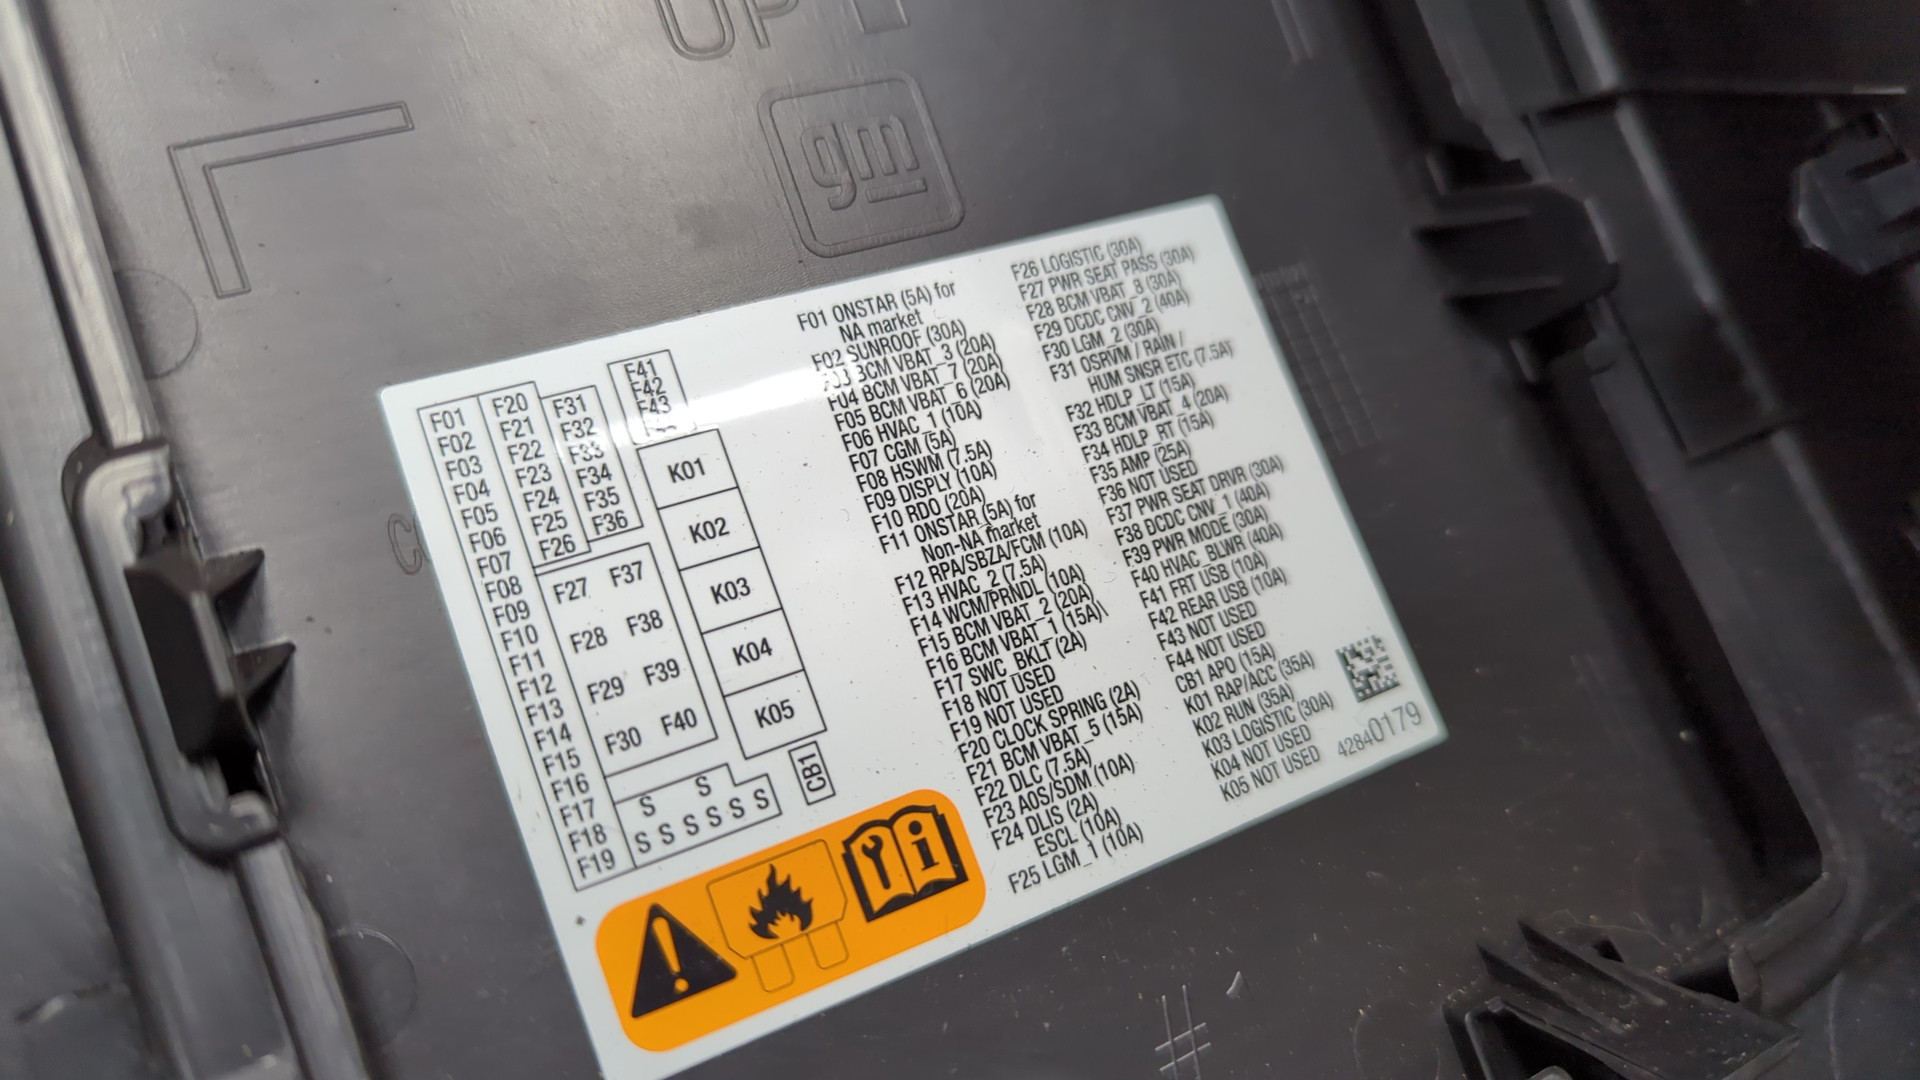 UP
gm
F01
F02
F03
F04
F05
F06
F07
F08
F09
F10
F11
F12
F13
F14
F15
F16
F17
F18
F19
F20
F21
F22
F23
F24
F25
F26
F31
F32
F33
F34
F35
F36
F41
F42
F43
F27 F37
F28 F38
F29 F39
F30 F40
K01
K02
K03
K04
K05
CB1
S S
S S S S S S
F01 ONSTAR (5A) for
NA market
F02 SUNROOF (30A)
F03 BCM VBAT_3 (20A)
F04 BCM VBAT_7 (20A)
F05 BCM VBAT_6 (20A)
F06 HVAC_1 (10A)
F07 CGM (5A)
F08 HSWM (7.5A)
F09 DISPLY (10A)
F10 RDO (20A)
F11 ONSTAR (5A) for
Non-NA market
F12 RPA/SBZA/FCM (10A)
F13 HVAC_2 (7.5A)
F14 WCM/PRNDL (10A)
F15 BCM VBAT_2 (20A)
F16 BCM VBAT_1 (15A)\
F17 SWC_BKLT (2A)
F18 NOT USED
F19 NOT USED
F20 CLOCK SPRING (2A)
F21 BCM VBAT_5 (15A)
F22 DLC (7.5A)
F23 AOS/SDM (10A)
F24 DLIS (2A)
ESCL (10A)
F25 LGM_1 (10A)
F26 LOGISTIC (30A)
F27 PWR SEAT PASS (30A)
F28 BCM VBAT_8 (30A)
F29 DCDC CNV_2 (40A)
F30 LGM_2 (30A)
F31 OSRVM / RAIN /
HUM SNSR ETC (7.5A)
F32 HDLP_LT (15A)
F33 BCM VBAT_4 (20A)
F34 HDLP_RT (15A)
F35 AMP (25A)
F36 NOT USED
F37 PWR SEAT DRVR (30A)
F38 DCDC CNV_1 (40A)
F39 PWR MODE (30A)
F40 HVAC_BLWR (40A)
F41 FRT USB (10A)
F42 REAR USB (10A)
F43 NOT USED
F44 NOT USED
CB1 APO (15A)
K01 RAP/ACC (35A)
K02 RUN (35A)
K03 LOGISTIC (30A)
K04 NOT USED
K05 NOT USED
42840179